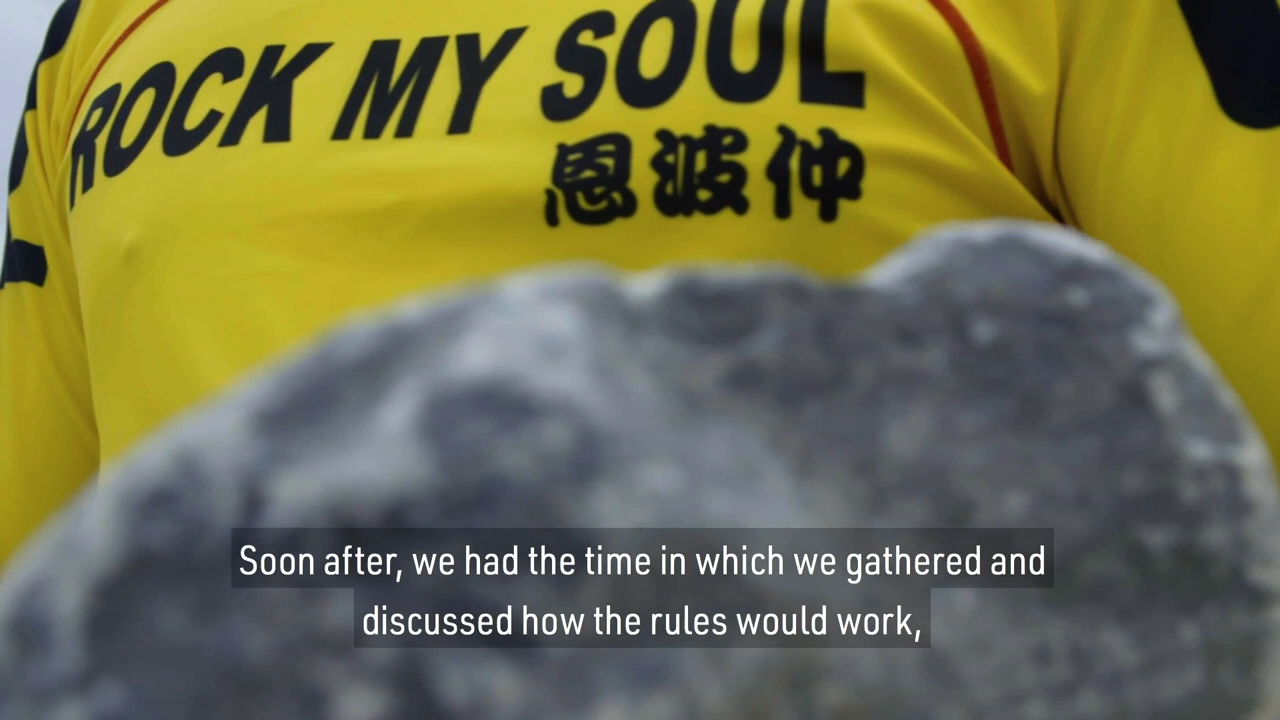 ROCK MY SOUL
恩波仲
Soon after, we had the time in which we gathered and
discussed how the rules would work,